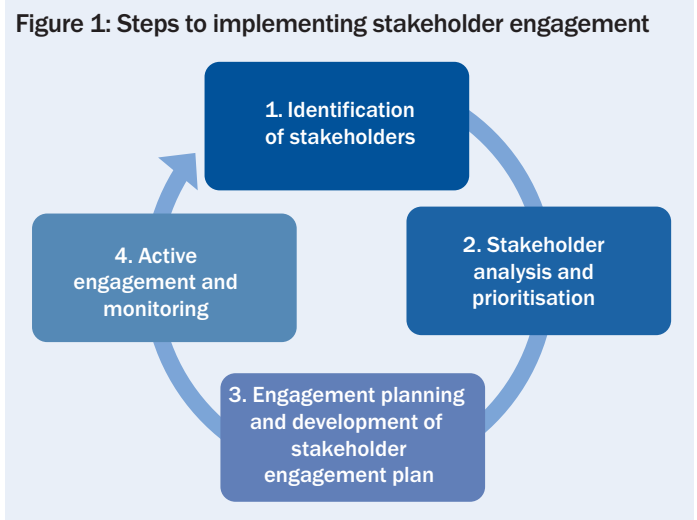 Figure 1: Steps to implementing stakeholder engagement
1. Identification
of stakeholders
2. Stakeholder
analysis and
prioritisation
3. Engagement planning
and development of
stakeholder
engagement plan
4. Active
engagement and
monitoring